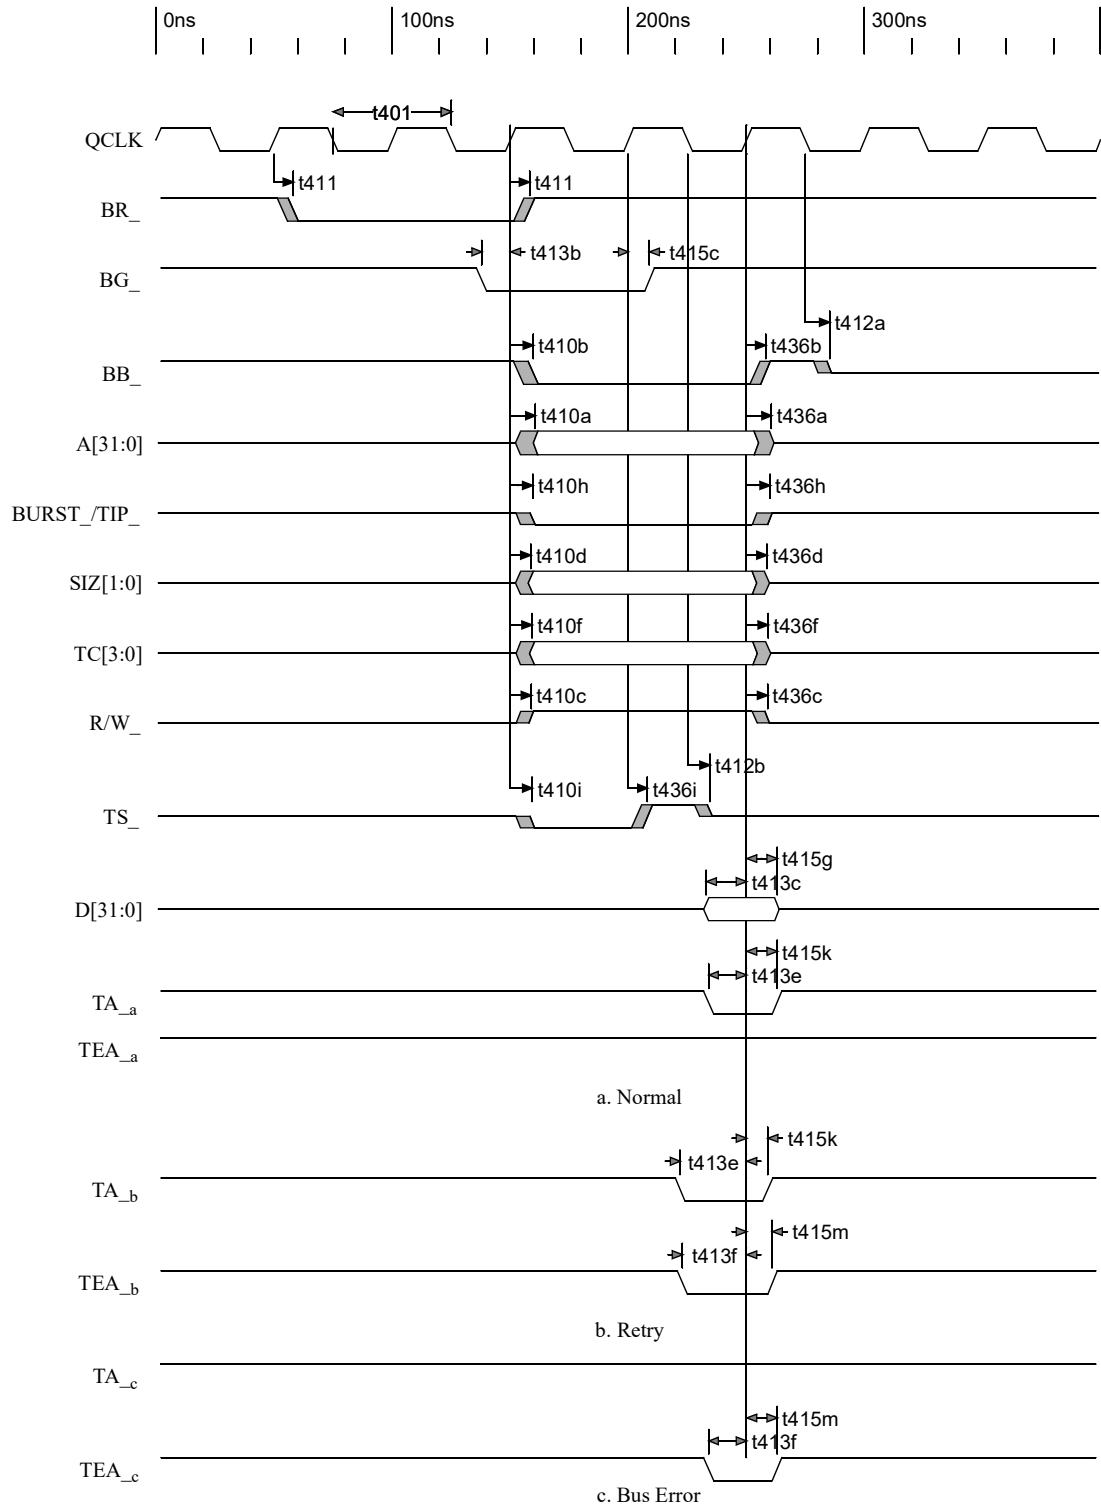 0ns 100ns 200ns 300ns
t401
QCLK
t411 t411
BR_
t413b t415c
BG_
t412a
t410b t436b
BB_
t410a t436a
A[31:0]
t410h t436h
BURST_/TIP_
t410d t436d
SIZ[1:0]
t410f t436f
TC[3:0]
t410c t436c
R/W_
t412b
t410i t436i
TS_
t415g
t413c
D[31:0]
t415k
t413e
TA_a
TEA_a
a. Normal
t415k
t413e
TA_b
t415m
t413f
TEA_b
b. Retry
TA_c
t415m
t413f
TEA_c
c. Bus Error